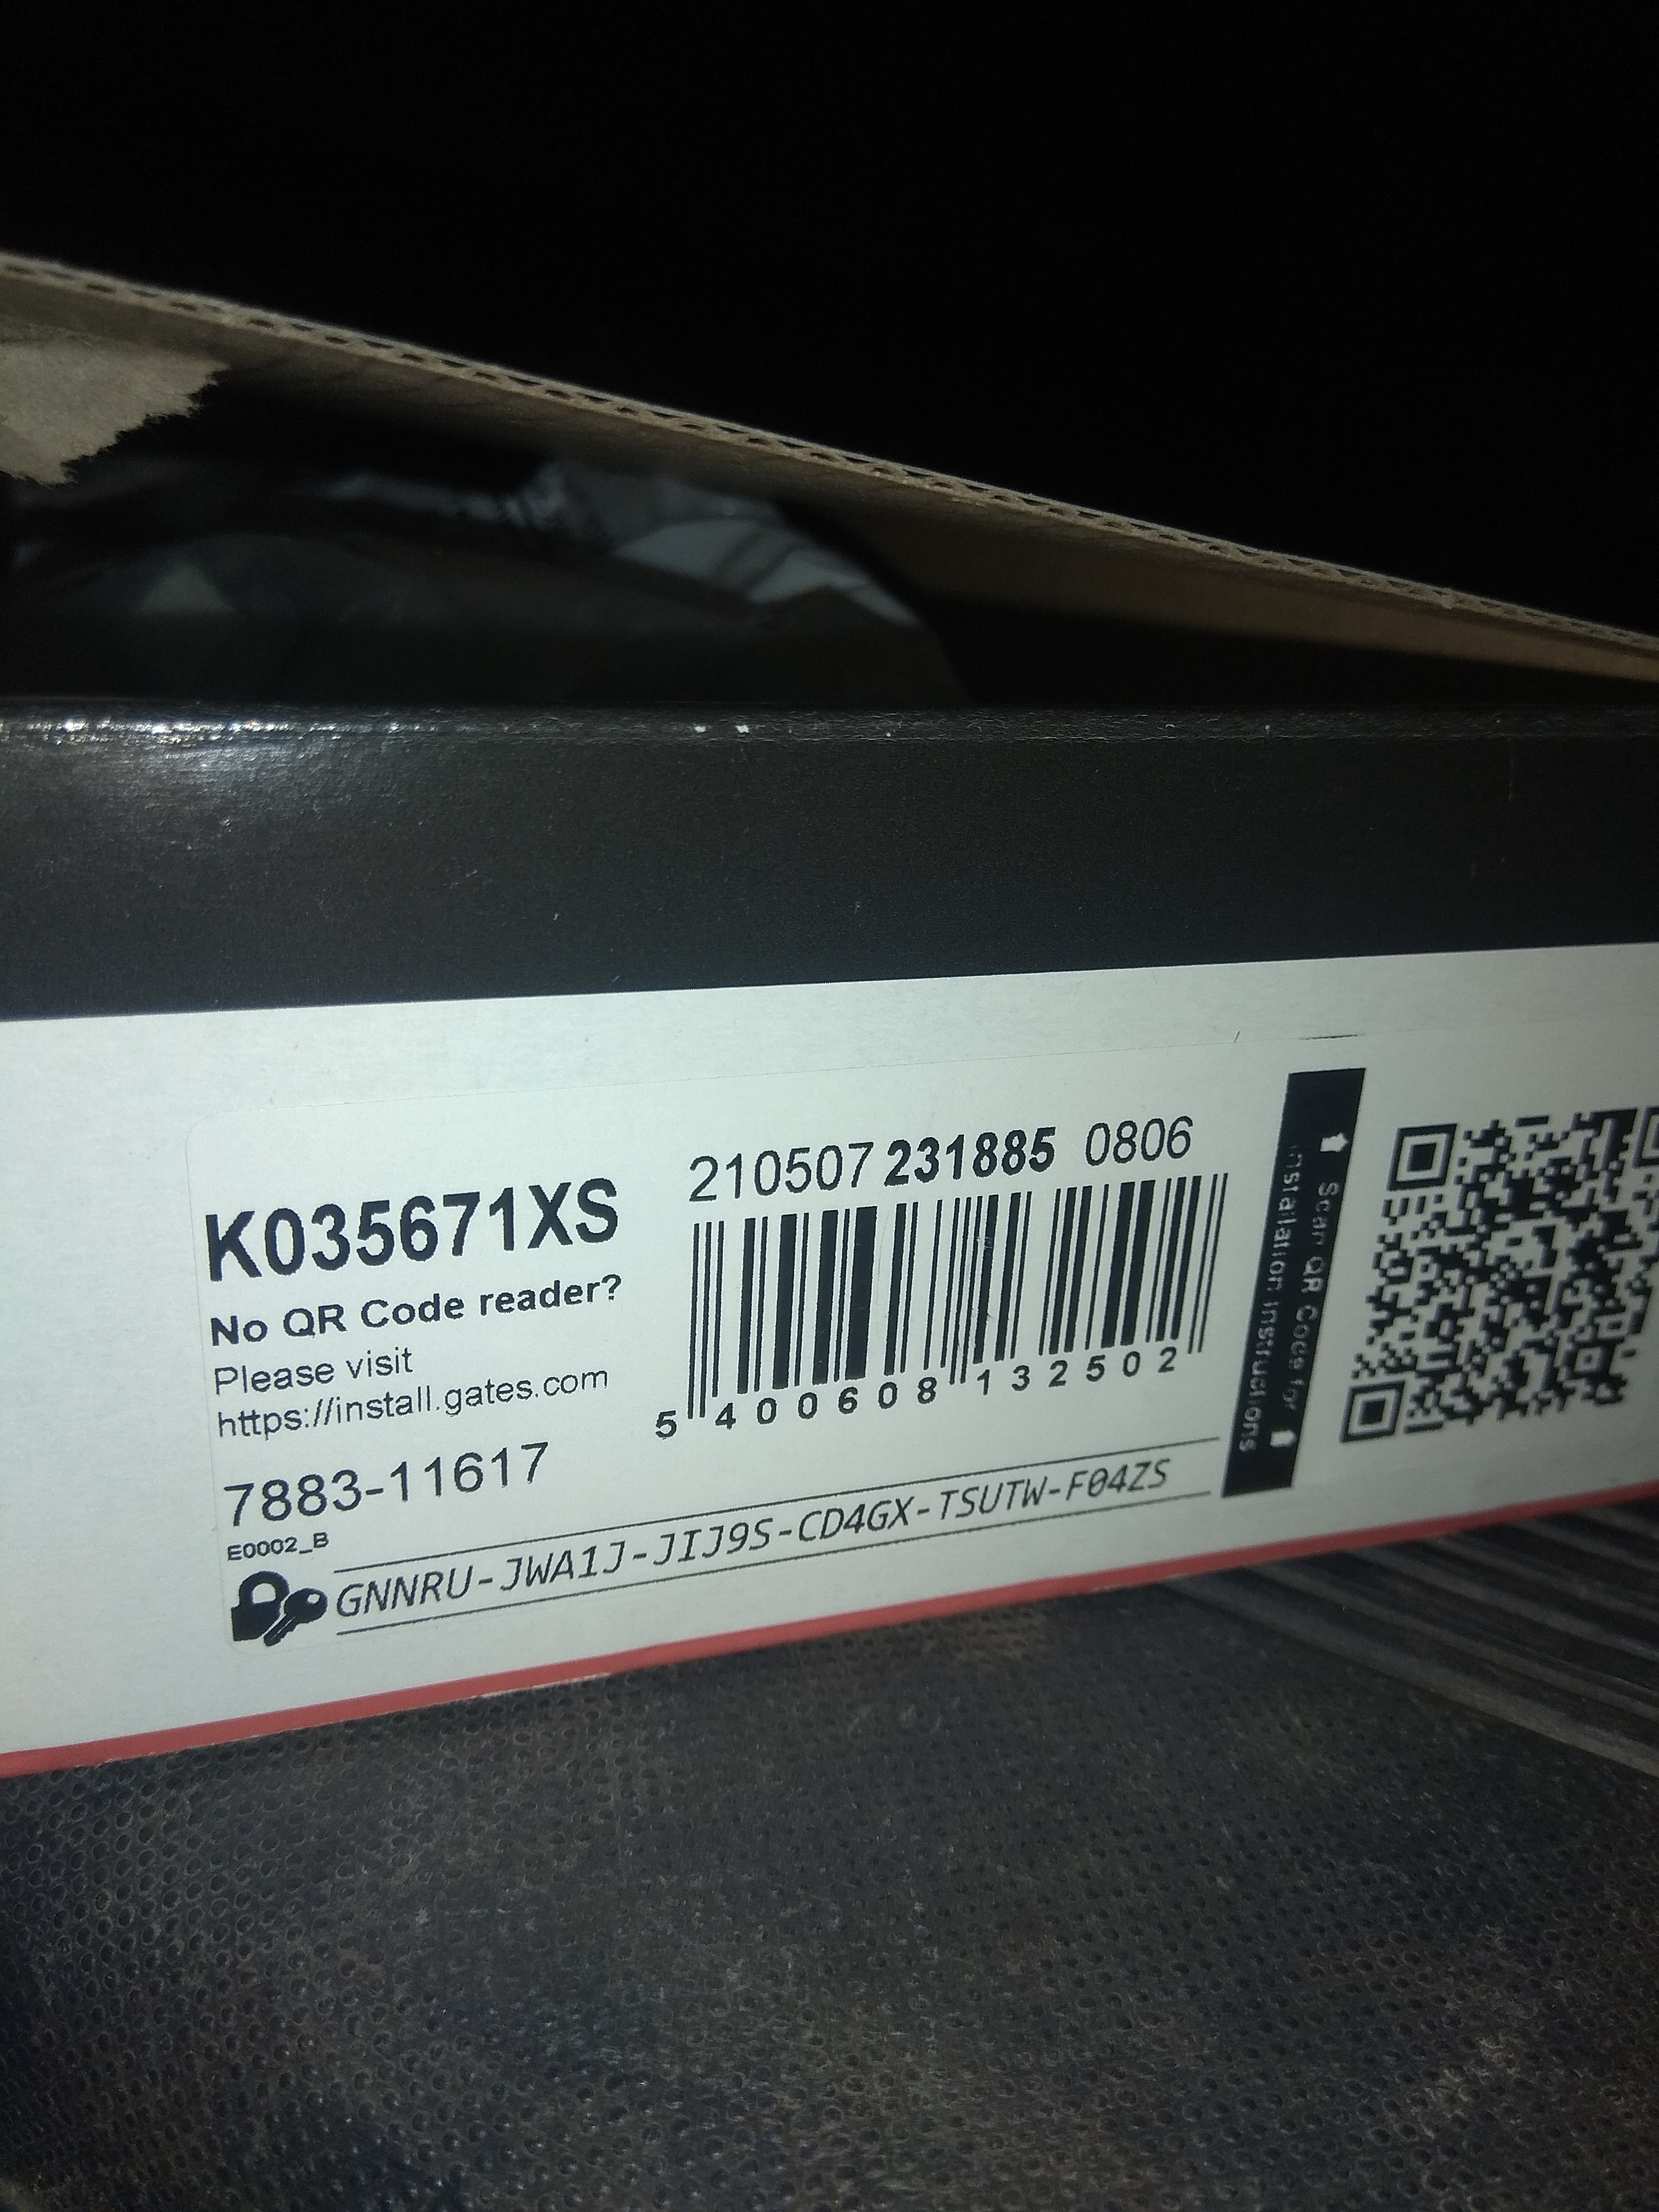 K035671XS
No QR Code reader?
Please visit
https://install.gates.com
7883-11617
E0002_B
210507 231885 0806
5 400608 132502
GNNRU-JWA1J-JIJ9S-CD4GX-TSUTW-F04ZS
Scan QR Code for
installation instructions